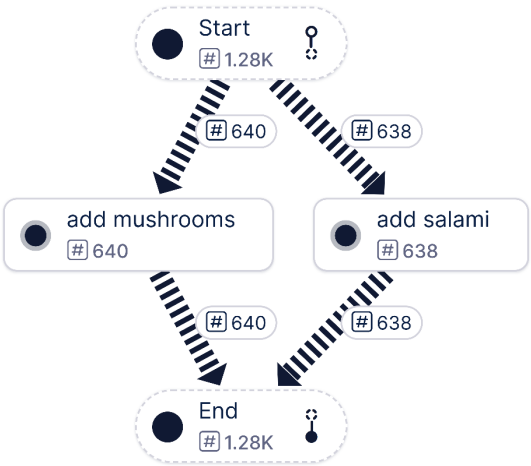 Start
# 1.28K
# 640
# 638
add mushrooms
# 640
add salami
# 638
# 640
# 638
End
# 1.28K